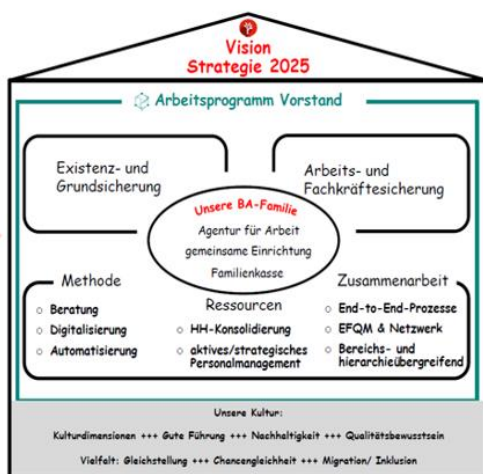 Vision
Strategie 2025
Arbeitsprogramm Vorstand
Existenz- und
Grundsicherung
Arbeits- und
Fachkräftesicherung
Unsere BA-Familie
Agentur für Arbeit
gemeinsame Einrichtung
Familienkasse
Methode
○ Beratung
○ Digitalisierung
○ Automatisierung
Ressourcen
○ HH-Konsolidierung
○ aktives/strategisches
Personalmanagement
Zusammenarbeit
○ End-to-End-Prozesse
○ EFQM & Netzwerk
○ Bereichs- und
hierarchieübergreifend
Unsere Kultur:
Kulturdimensionen +++ Gute Führung +++ Nachhaltigkeit +++ Qualitätsbewusstsein
Vielfalt: Gleichstellung +++ Chancengleichheit +++ Migration/ Inklusion